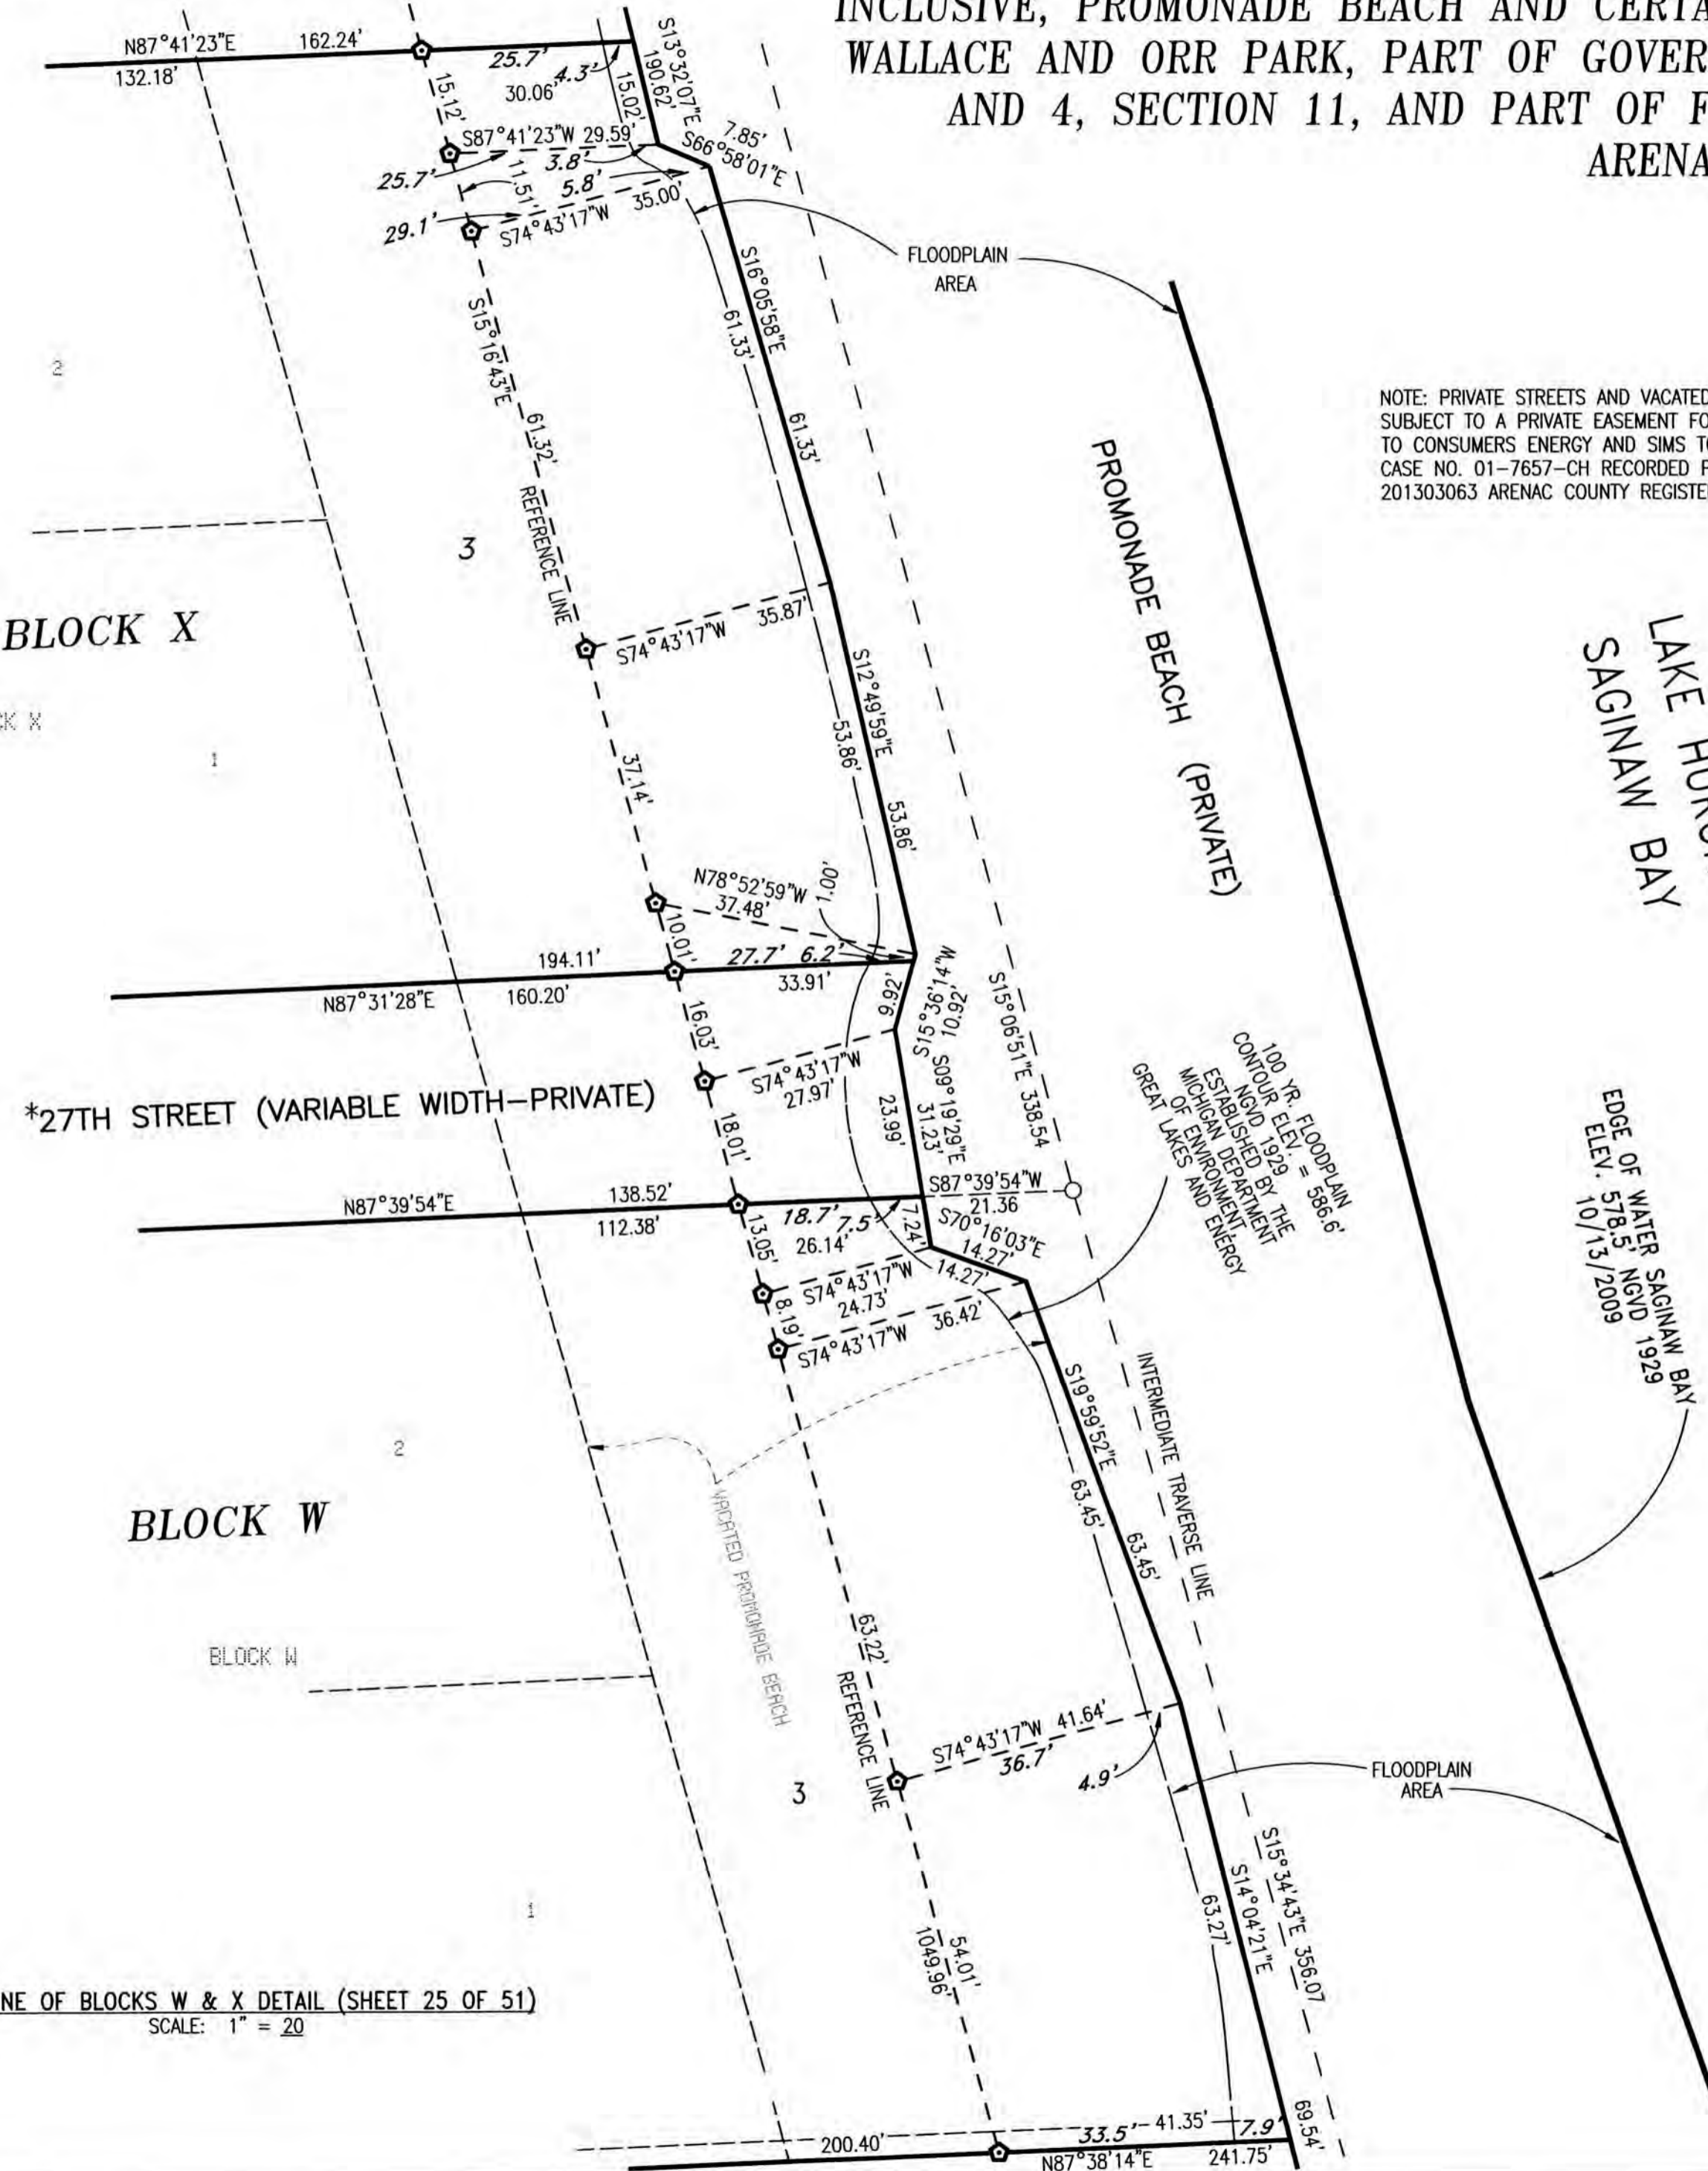 INCLUSIVE, PROMONADE BEACH AND CERTA
WALLACE AND ORR PARK, PART OF GOVER
AND 4, SECTION 11, AND PART OF F
ARENA
N87°41'23"E 162.24'
132.18'
25.7'
4.3'
30.06'
15.12'
15.02'
S13°32'07"E
190.62'
S87°41'23"W 29.59'
7.85'
S66°58'01"E
25.7'
3.8'
11.51'
5.8'
35.00'
29.1'
S74°43'17"W
FLOODPLAIN
AREA
S16°05'58"E
61.33'
61.33'
S15°16'43"E
61.32'
REFERENCE LINE
2
3
NOTE: PRIVATE STREETS AND VACATED
SUBJECT TO A PRIVATE EASEMENT FO
TO CONSUMERS ENERGY AND SIMS T
CASE NO. 01-7657-CH RECORDED
201303063 ARENAC COUNTY REGISTE
PROMONADE BEACH (PRIVATE)
BLOCK X
CK X
1
35.87'
S74°43'17"W
S12°49'59"E
53.86'
53.86'
37.14'
LAKE HURO
SAGINAW BAY
N78°52'59"W
37.48'
1.00'
10.01'
194.11'
27.7' 6.2'
N87°31'28"E 160.20'
33.91'
9.92'
S15°36'14"W
10.92'
S15°06'51"E 338.54
16.03'
S74°43'17"W
27.97'
*27TH STREET (VARIABLE WIDTH-PRIVATE)
18.01'
23.99'
S09°19'29"E
31.23'
100 YR. FLOODPLAIN
CONTOUR ELEV. = 586.6'
NGVD 1929
ESTABLISHED BY THE
MICHIGAN DEPARTMENT
OF ENVIRONMENT,
GREAT LAKES AND ENERGY
EDGE OF WATER SAGINAW BAY
ELEV. 578.5' NGVD 1929
10/13/2009
N87°39'54"E
138.52'
112.38'
S87°39'54"W
21.36
18.7'
7.5'
26.14'
7.24'
13.05'
S70°16'03"E
14.27'
14.27'
S74°43'17"W
24.73'
8.19'
36.42'
S74°43'17"W
INTERMEDIATE TRAVERSE LINE
S19°59'52"E
63.45'
63.45'
2
BLOCK W
VACATED PROMONADE BEACH
BLOCK W
63.22'
REFERENCE LINE
S74°43'17"W 41.64'
36.7'
4.9'
3
FLOODPLAIN
AREA
1
S15°34'43"E 356.07
S14°04'21"E
63.27'
54.01'
1049.96'
NE OF BLOCKS W & X DETAIL (SHEET 25 OF 51)
SCALE: 1" = 20
69.54'
200.40'
33.5'
41.35'
7.9'
N87°38'14"E 241.75'